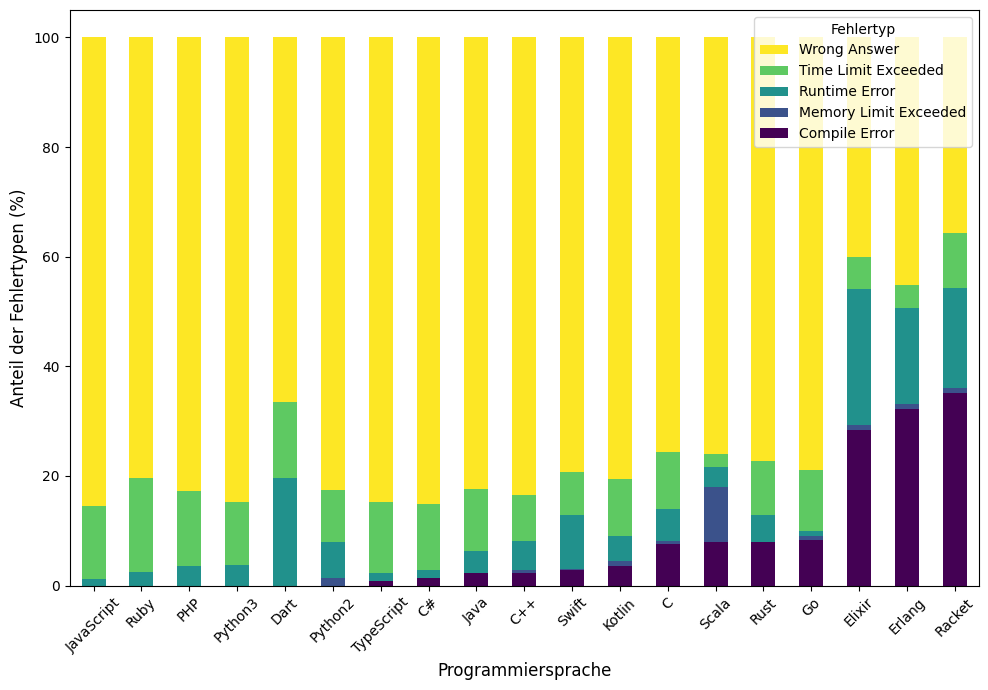 Fehlertyp
Wrong Answer
Time Limit Exceeded
Runtime Error
Memory Limit Exceeded
Compile Error
Anteil der Fehlertypen (%)
100
80
60
40
20
0
JavaScript
Ruby
PHP
Python3
Dart
Python2
TypeScript
C#
Java
C++
Swift
Kotlin
C
Scala
Rust
Go
Elixir
Erlang
Racket
Programmiersprache